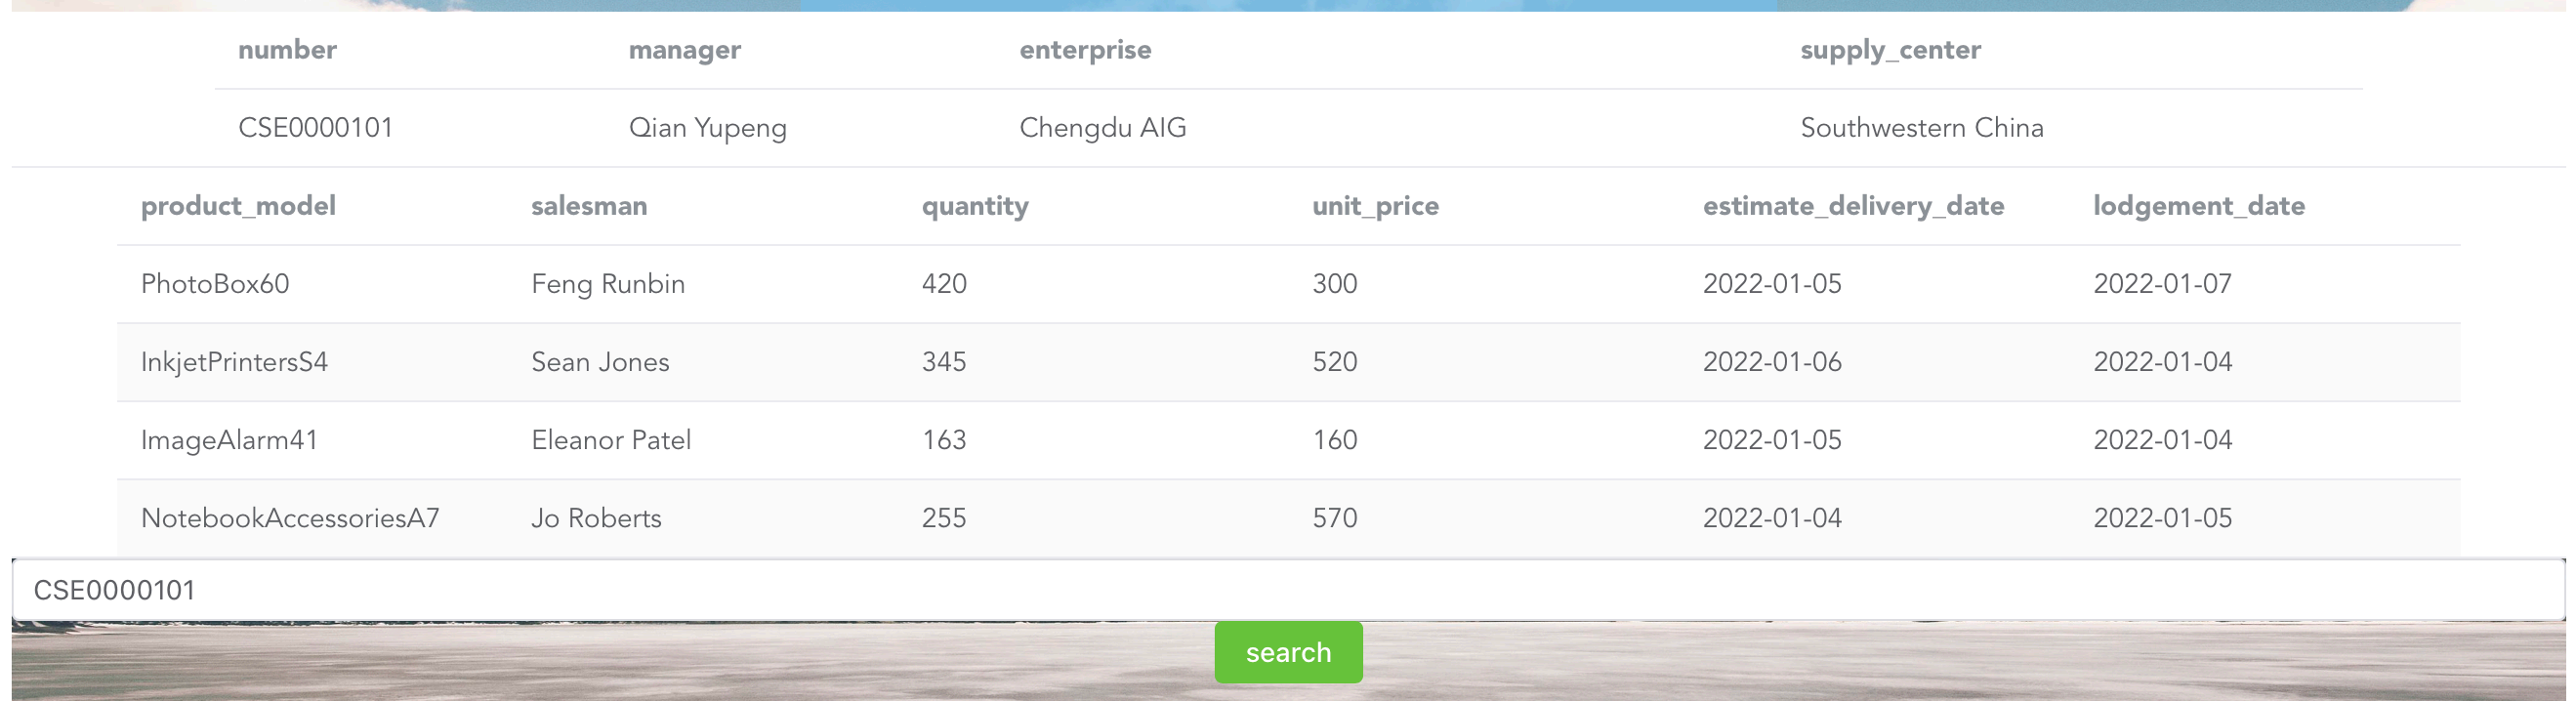 number manager enterprise supply_center
CSE0000101 Qian Yupeng Chengdu AIG Southwestern China
product_model salesman quantity unit_price estimate_delivery_date lodgement_date
PhotoBox60 Feng Runbin 420 300 2022-01-05 2022-01-07
InkjetPrintersS4 Sean Jones 345 520 2022-01-06 2022-01-04
ImageAlarm41 Eleanor Patel 163 160 2022-01-05 2022-01-04
NotebookAccessoriesA7 Jo Roberts 255 570 2022-01-04 2022-01-05
CSE0000101
search